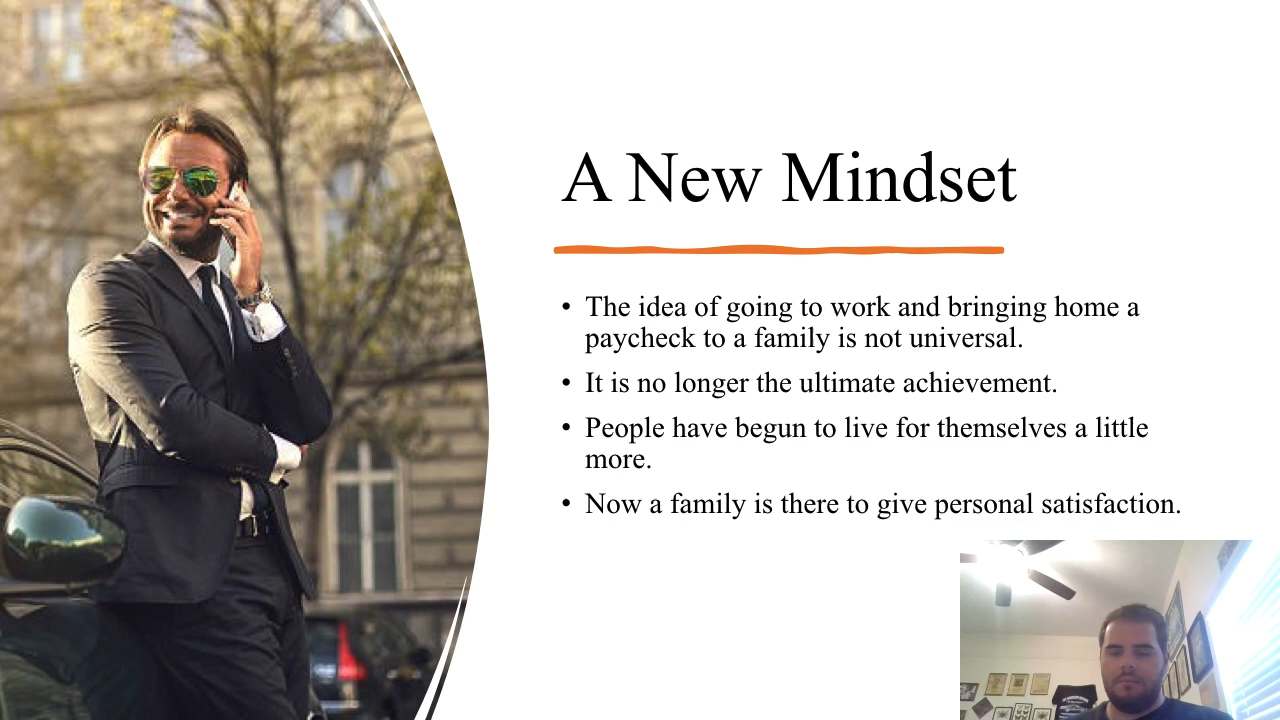 A New Mindset
• The idea of going to work and bringing home a
paycheck to a family is not universal.
• It is no longer the ultimate achievement.
• People have begun to live for themselves a little
more.
• Now a family is there to give personal satisfaction.